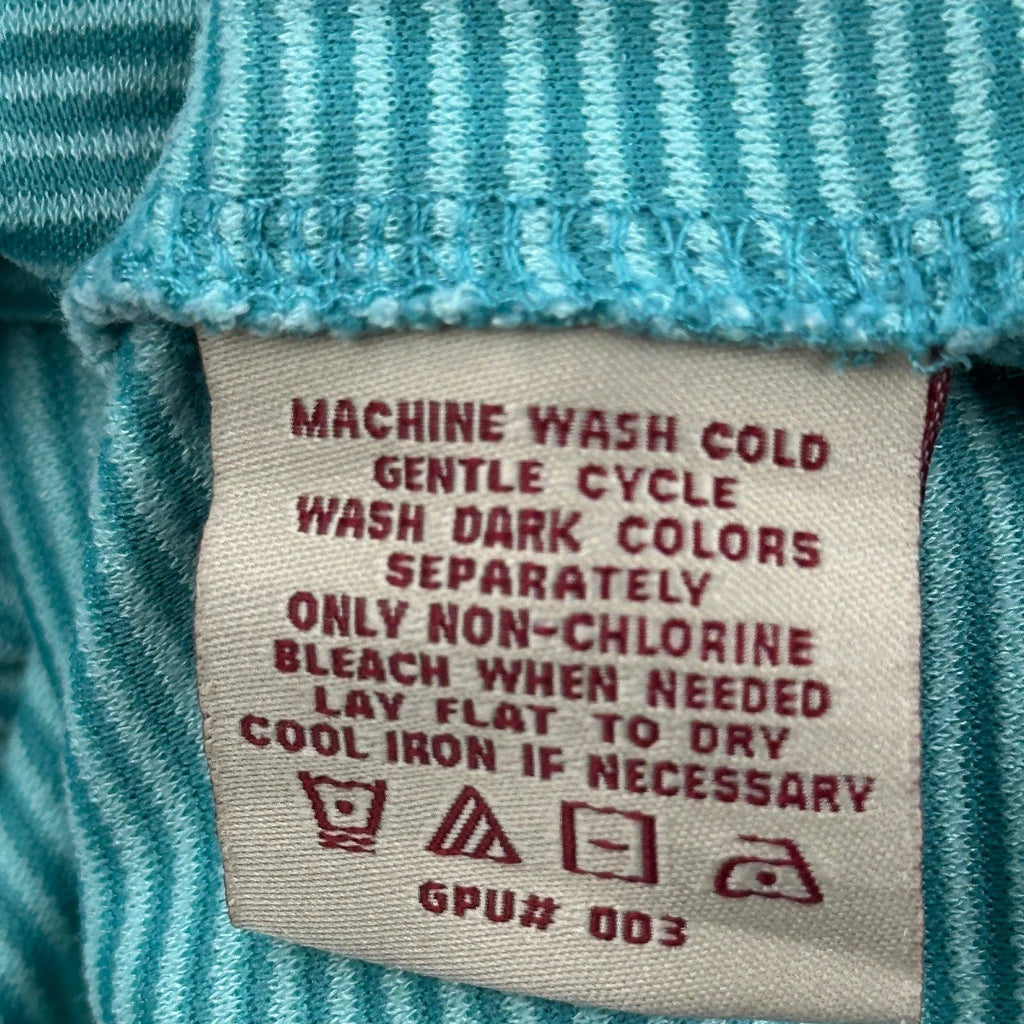 MACHINE WASH COLD
GENTLE CYCLE
WASH DARK COLORS
SEPARATELY
ONLY NON-CHLORINE
BLEACH WHEN NEEDED
LAY FLAT TO DRY
COOL IRON IF NECESSARY
GPU# 003